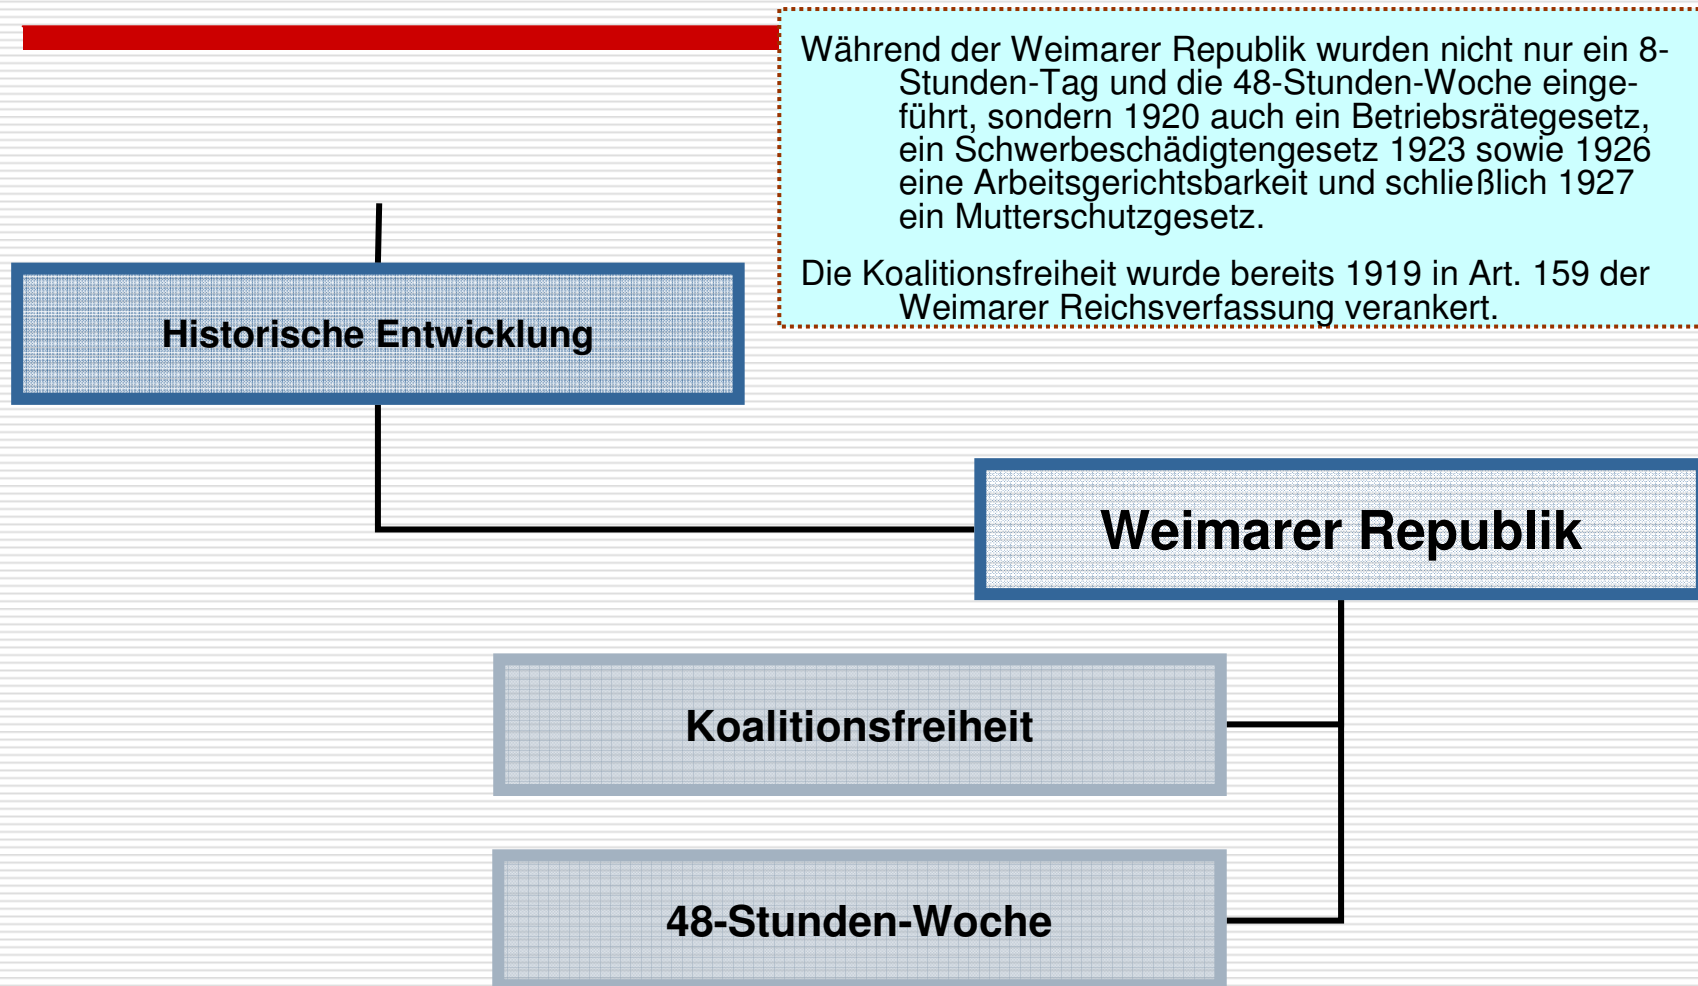 Während der Weimarer Republik wurden nicht nur ein 8-
Stunden-Tag und die 48-Stunden-Woche einge-
führt, sondern 1920 auch ein Betriebsrätegesetz,
ein Schwerbeschädigtengesetz 1923 sowie 1926
eine Arbeitsgerichtsbarkeit und schließlich 1927
ein Mutterschutzgesetz.
Die Koalitionsfreiheit wurde bereits 1919 in Art. 159 der
Weimarer Reichsverfassung verankert.
Historische Entwicklung
Weimarer Republik
Koalitionsfreiheit
48-Stunden-Woche